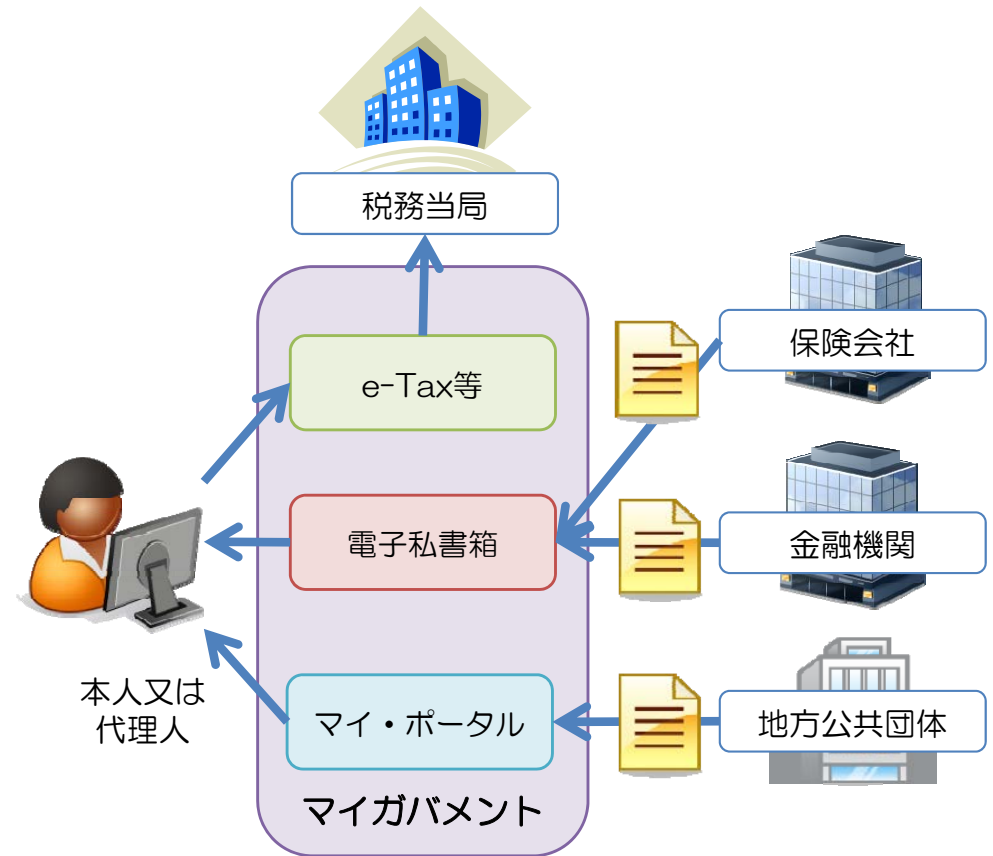 税務当局
e-Tax等
保険会社
電子私書箱
金融機関
本人又は
代理人
マイ・ポータル
地方公共団体
マイガバメント